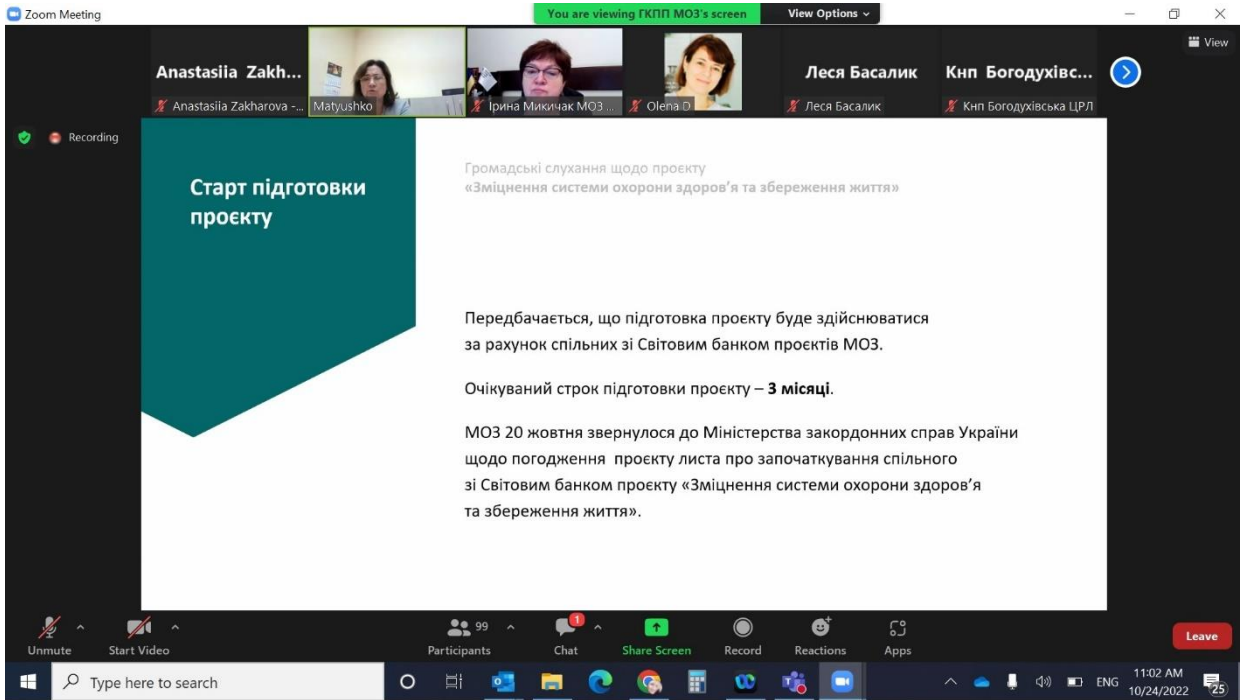 Zoom Meeting
You are viewing ГКПП МОЗ's screen
View Options
View
Anastasiia Zakh...
Леся Басалик
Кнп Богодухівс...
Anastasiia Zakharova -...
Matyushko
Ірина Микичак МОЗ ...
Olena D
Леся Басалик
Кнп Богодухівська ЦРЛ
Recording
Старт підготовки
проєкту
Громадські слухання щодо проєкту
«Зміцнення системи охорони здоров'я та збереження життя»
Передбачається, що підготовка проєкту буде здійснюватися
за рахунок спільних зі Світовим банком проєктів МОЗ.
Очікуваний строк підготовки проєкту – 3 місяці.
МОЗ 20 жовтня звернулося до Міністерства закордонних справ України
щодо погодження проєкту листа про започаткування спільного
зі Світовим банком проєкту «Зміцнення системи охорони здоров'я
та збереження життя».
Unmute
Start Video
99
Participants
1
Chat
Share Screen
Record
Reactions
Apps
Leave
Type here to search
ENG
11:02 AM
10/24/2022
25